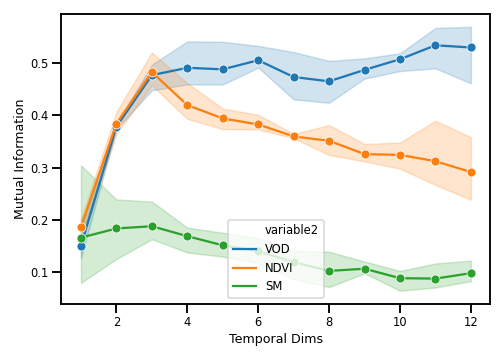 0.5
0.4
0.3
0.2
0.1
Mutual Information
variable2
VOD
NDVI
SM
2
4
6
8
10
12
Temporal Dims